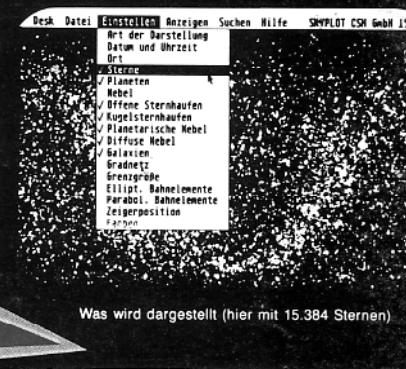 Desk Datei Einstellen Anzeigen Suchen Hilfe SKYPLOT CSH GmbH
Art der Darstellung
Datum und Uhrzeit
Ort
✓ Sterne
✓ Planeten
Nebel
✓ Offene Sternhaufen
✓ Kugelsternhaufen
✓ Planetarische Nebel
✓ Diffuse Nebel
✓ Galaxien
Gradnetz
Grenzgröße
Ellipt. Bahnelemente
Parabol. Bahnelemente
Zeigerposition
Farben
Was wird dargestellt (hier mit 15.384 Sternen)